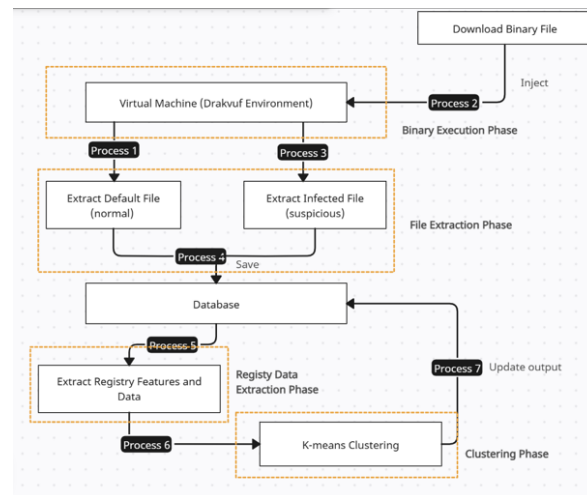 Download Binary File
Inject
Process 2
Virtual Machine (Drakvuf Environment)
Binary Execution Phase
Process 1
Process 3
Extract Default File
(normal)
Extract Infected File
(suspicious)
File Extraction Phase
Process 4
Save
Database
Process 5
Process 7
Update output
Registy Data
Extraction Phase
Extract Registry Features and
Data
Process 6
K-means Clustering
Clustering Phase